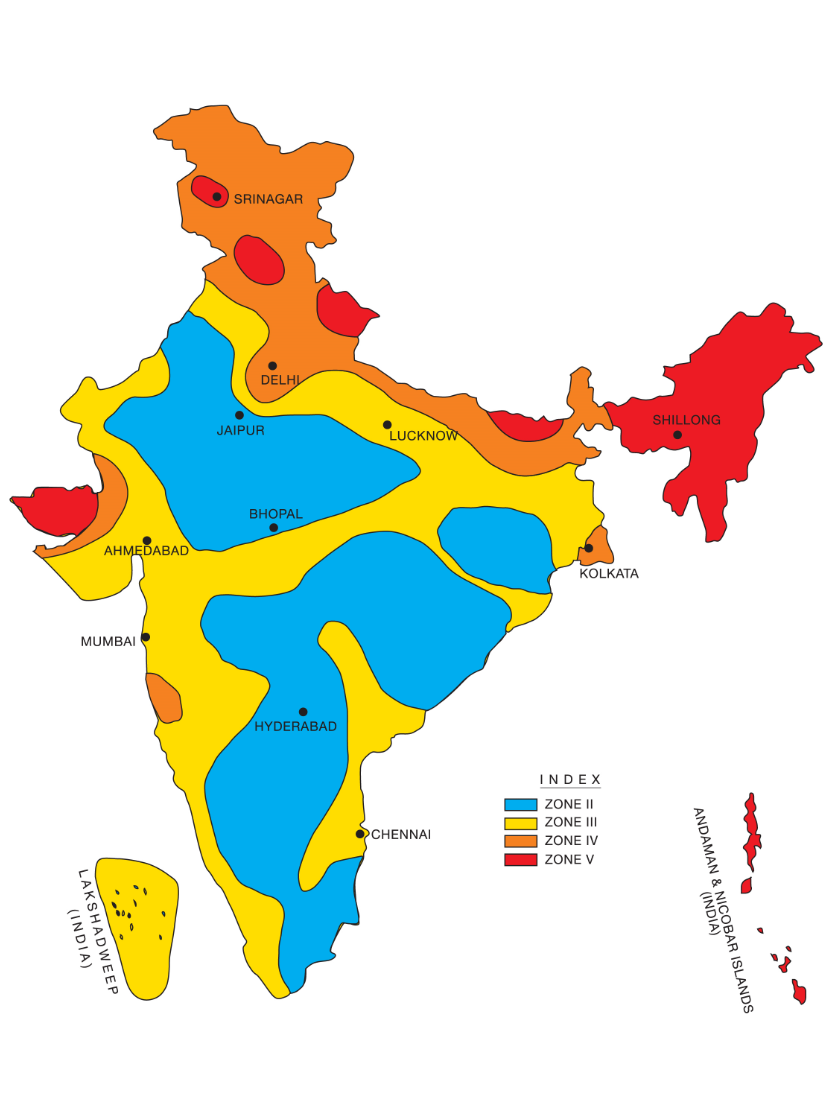 SRINAGAR
DELHI
JAIPUR
LUCKNOW
SHILLONG
BHOPAL
AHMEDABAD
KOLKATA
MUMBAI
HYDERABAD
INDEX
ZONE II
ZONE III
ZONE IV
ZONE V
CHENNAI
LAKSHADWEEP
(INDIA)
ANDAMAN & NICOBAR ISLANDS
(INDIA)